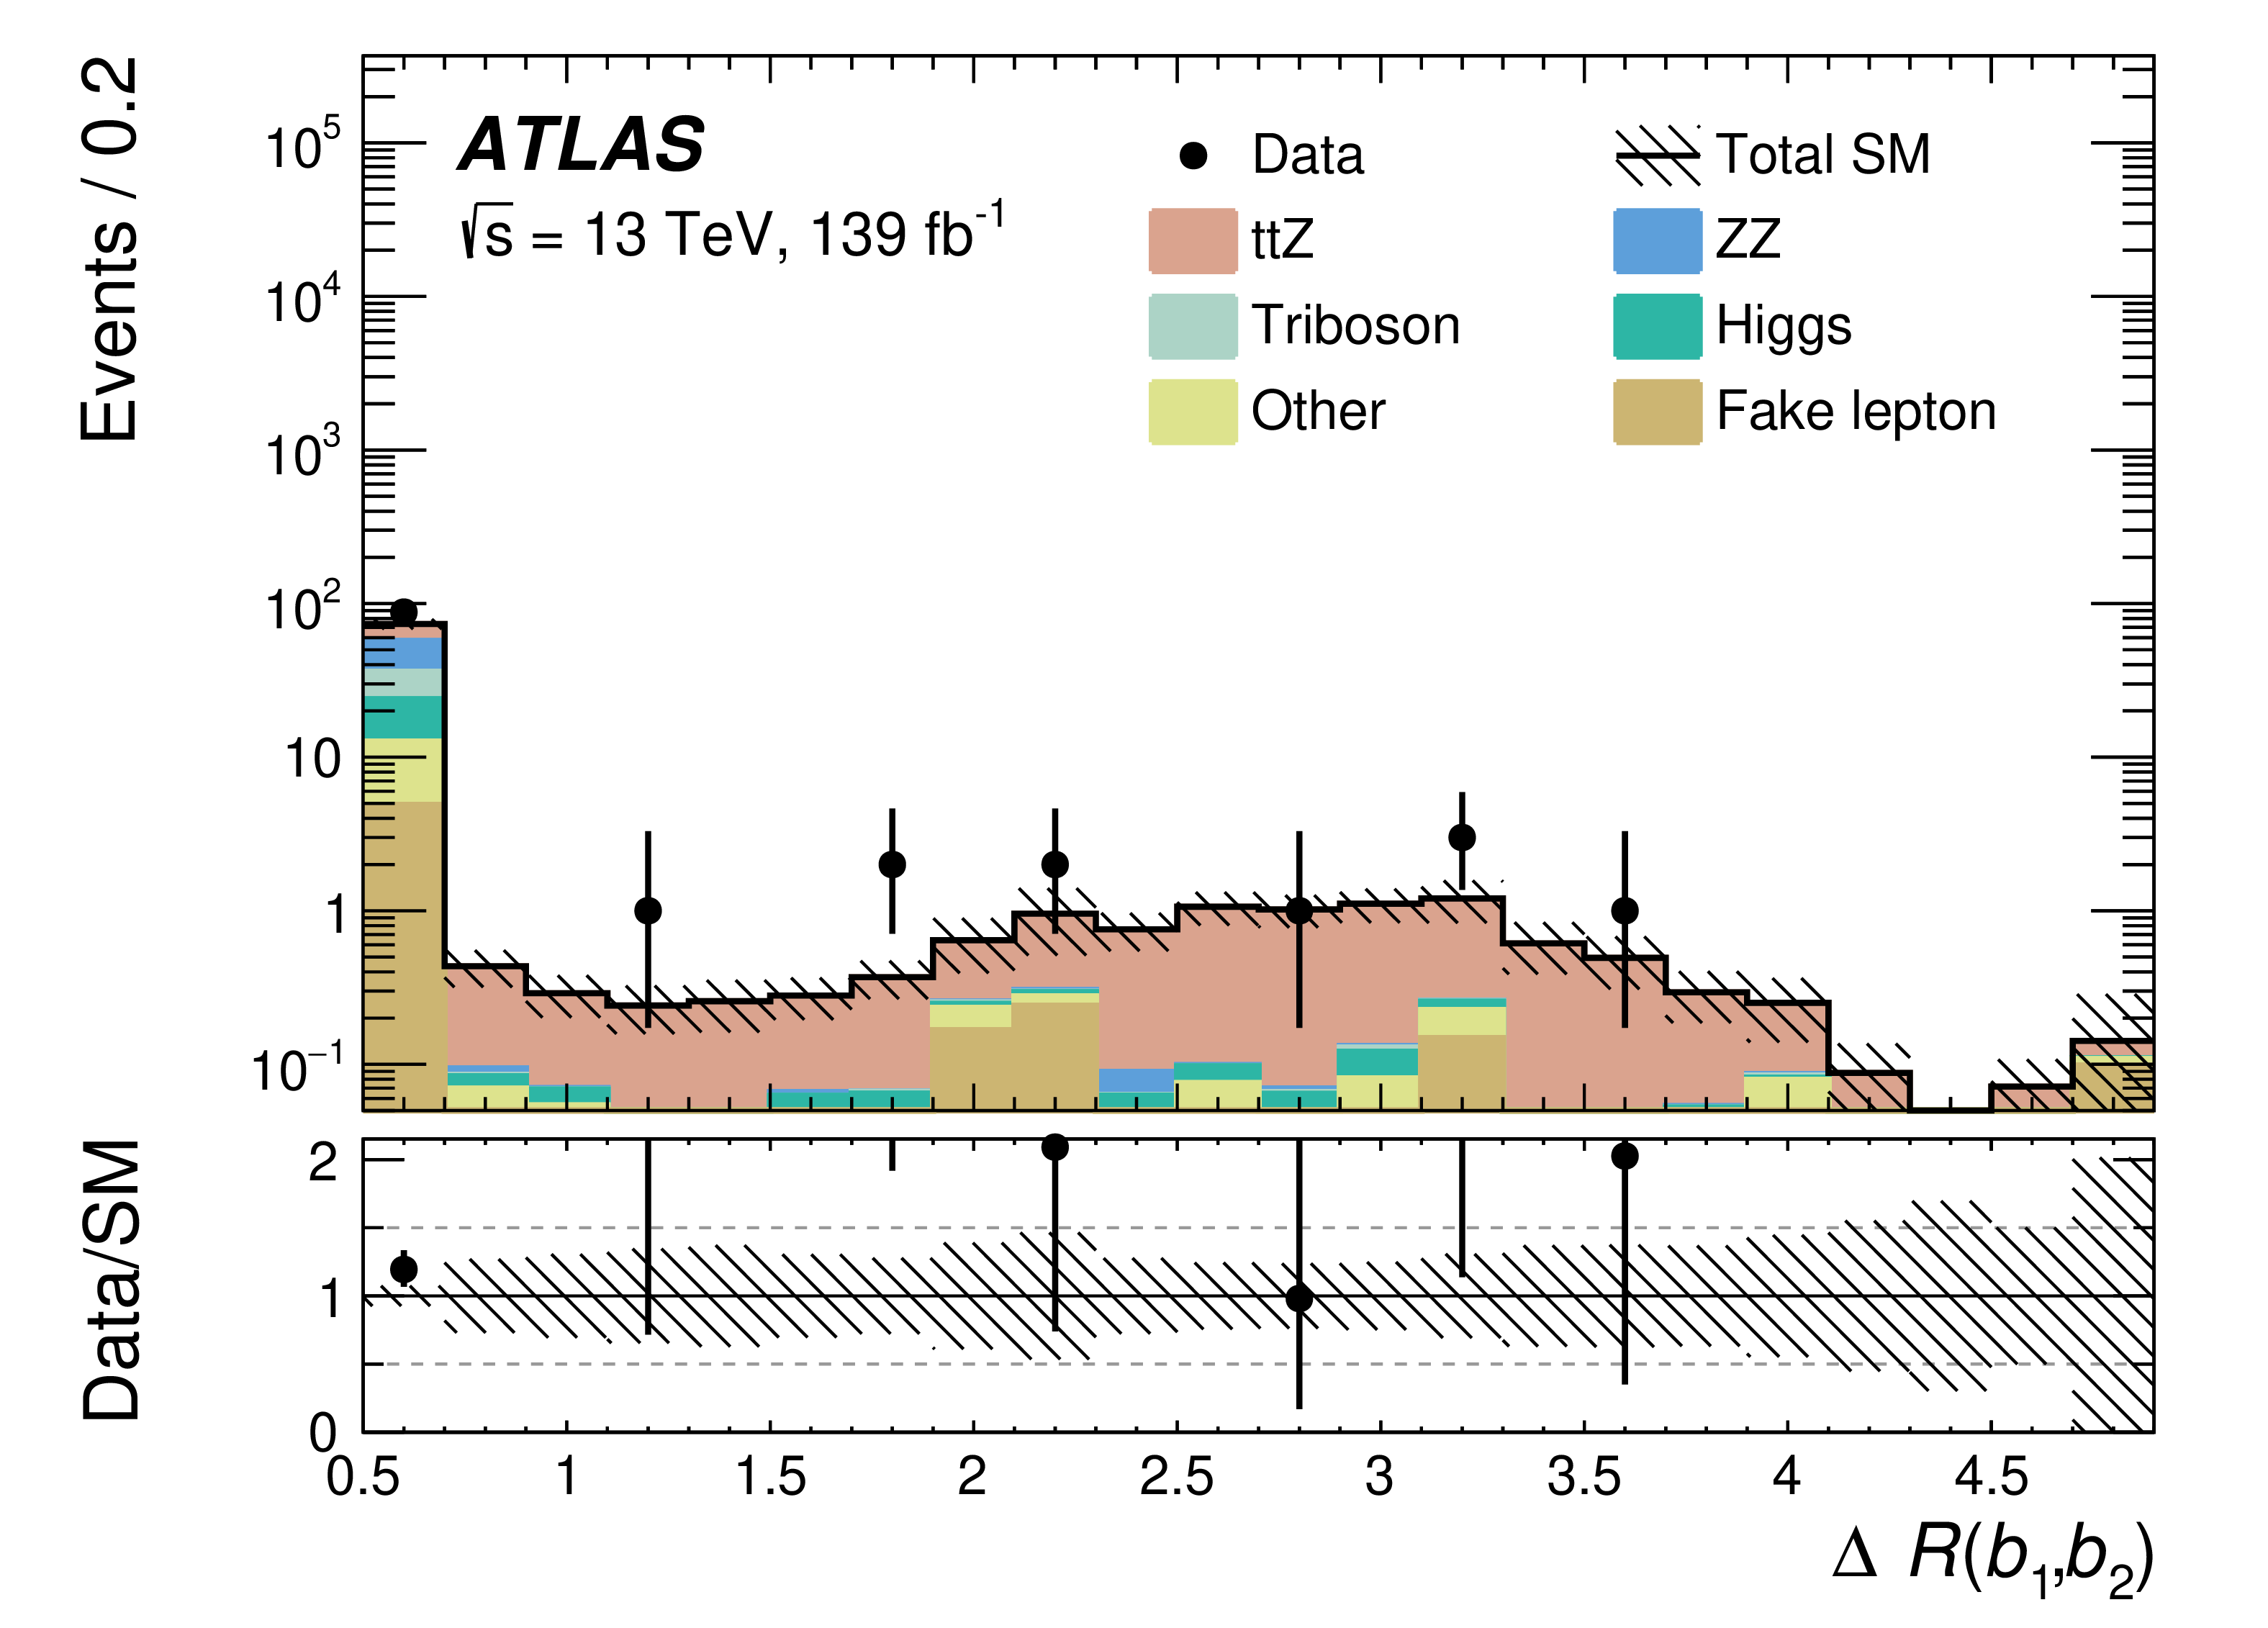 Events / 0.2
10⁵
10⁴
10³
10²
10
1
10⁻¹
ATLAS
√s = 13 TeV, 139 fb⁻¹
Data
Total SM
ttZ
ZZ
Triboson
Higgs
Other
Fake lepton
Data/SM
2
1
0
0.5 1 1.5 2 2.5 3 3.5 4 4.5
Δ R(b₁,b₂)